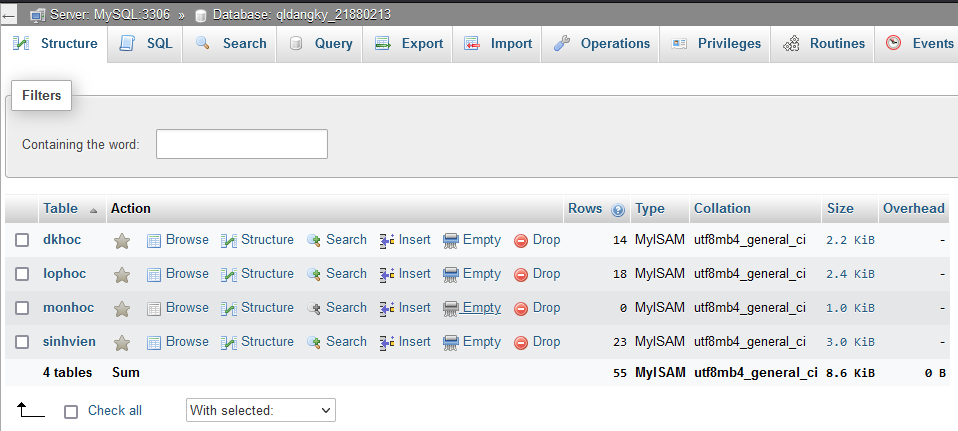 Server: MySQL:3306 » Database: qldangky_21880213
Structure SQL Search Query Export Import Operations Privileges Routines Events
Filters
Containing the word:
Table Action Rows Type Collation Size Overhead
dkhoc Browse Structure Search Insert Empty Drop 14 MyISAM utf8mb4_general_ci 2.2 KiB -
lophoc Browse Structure Search Insert Empty Drop 18 MyISAM utf8mb4_general_ci 2.4 KiB -
monhoc Browse Structure Search Insert Empty Drop 0 MyISAM utf8mb4_general_ci 1.0 KiB -
sinhvien Browse Structure Search Insert Empty Drop 23 MyISAM utf8mb4_general_ci 3.0 KiB -
4 tables Sum 55 MyISAM utf8mb4_general_ci 8.6 KiB 0 B
Check all With selected: